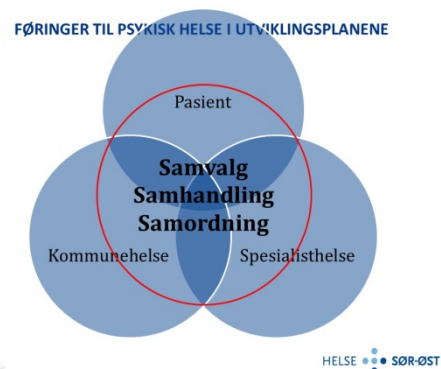 FØRINGER TIL PSYKISK HELSE I UTVIKLINGSPLANENE
Pasient
Samvalg
Samhandling
Samordning
Kommunehelse
Spesialisthelse
HELSE SØR-ØST